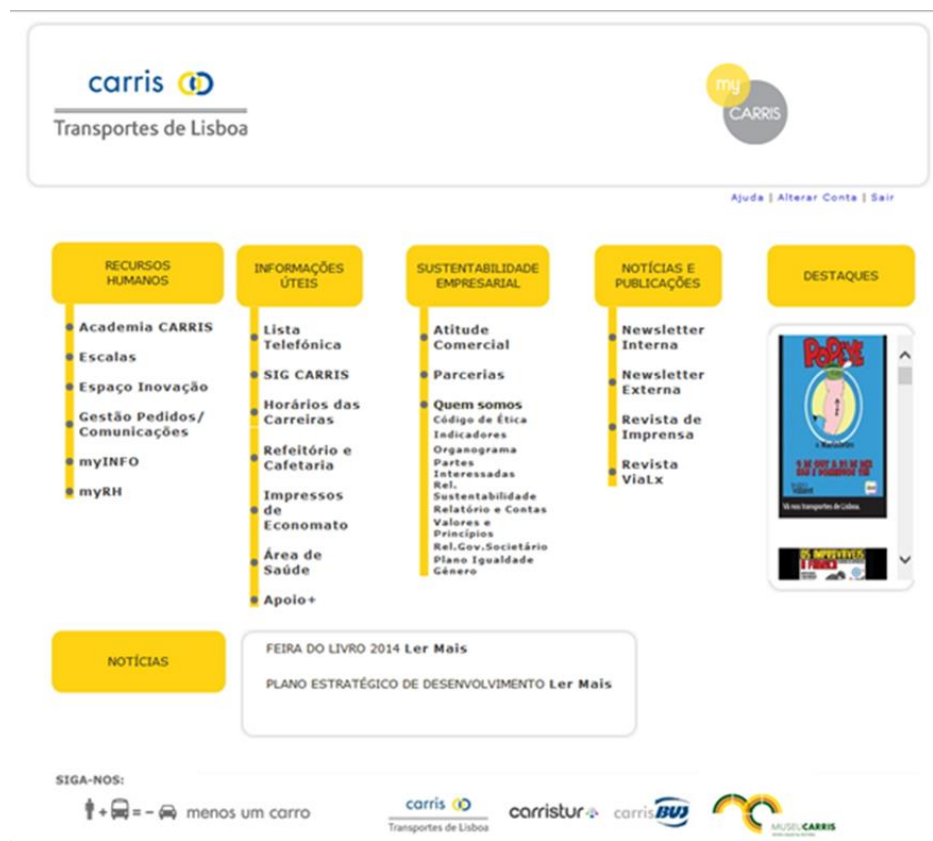 carris
Transportes de Lisboa
my
CARRIS
Ajuda | Alterar Conta | Sair
RECURSOS
HUMANOS
Academia CARRIS
Escalas
Espaço Inovação
Gestão Pedidos/
Comunicações
myINFO
myRH
INFORMAÇÕES
ÚTEIS
Lista
Telefónica
SIG CARRIS
Horários das
Carreiras
Refeitório e
Cafetaria
Impressos
de
Economato
Área de
Saúde
Apoio+
SUSTENTABILIDADE
EMPRESARIAL
Atitude
Comercial
Parcerias
Quem somos
Código de Ética
Indicadores
Organograma
Partes
Interessadas
Rel.
Sustentabilidade
Relatório e Contas
Valores e
Princípios
Rel.Gov.Societário
Plano Igualdade
Género
NOTÍCIAS E
PUBLICAÇÕES
Newsletter
Interna
Newsletter
Externa
Revista de
Imprensa
Revista
ViaLx
DESTAQUES
POPEYE
o Marinheiro
Vá nos transportes de Lisboa.
OS IMPROVÁVEIS
NOTÍCIAS
FEIRA DO LIVRO 2014 Ler Mais
PLANO ESTRATÉGICO DE DESENVOLVIMENTO Ler Mais
SIGA-NOS:
+ = - menos um carro
carris
Transportes de Lisboa
carristur
carris BUS
MUSEU CARRIS